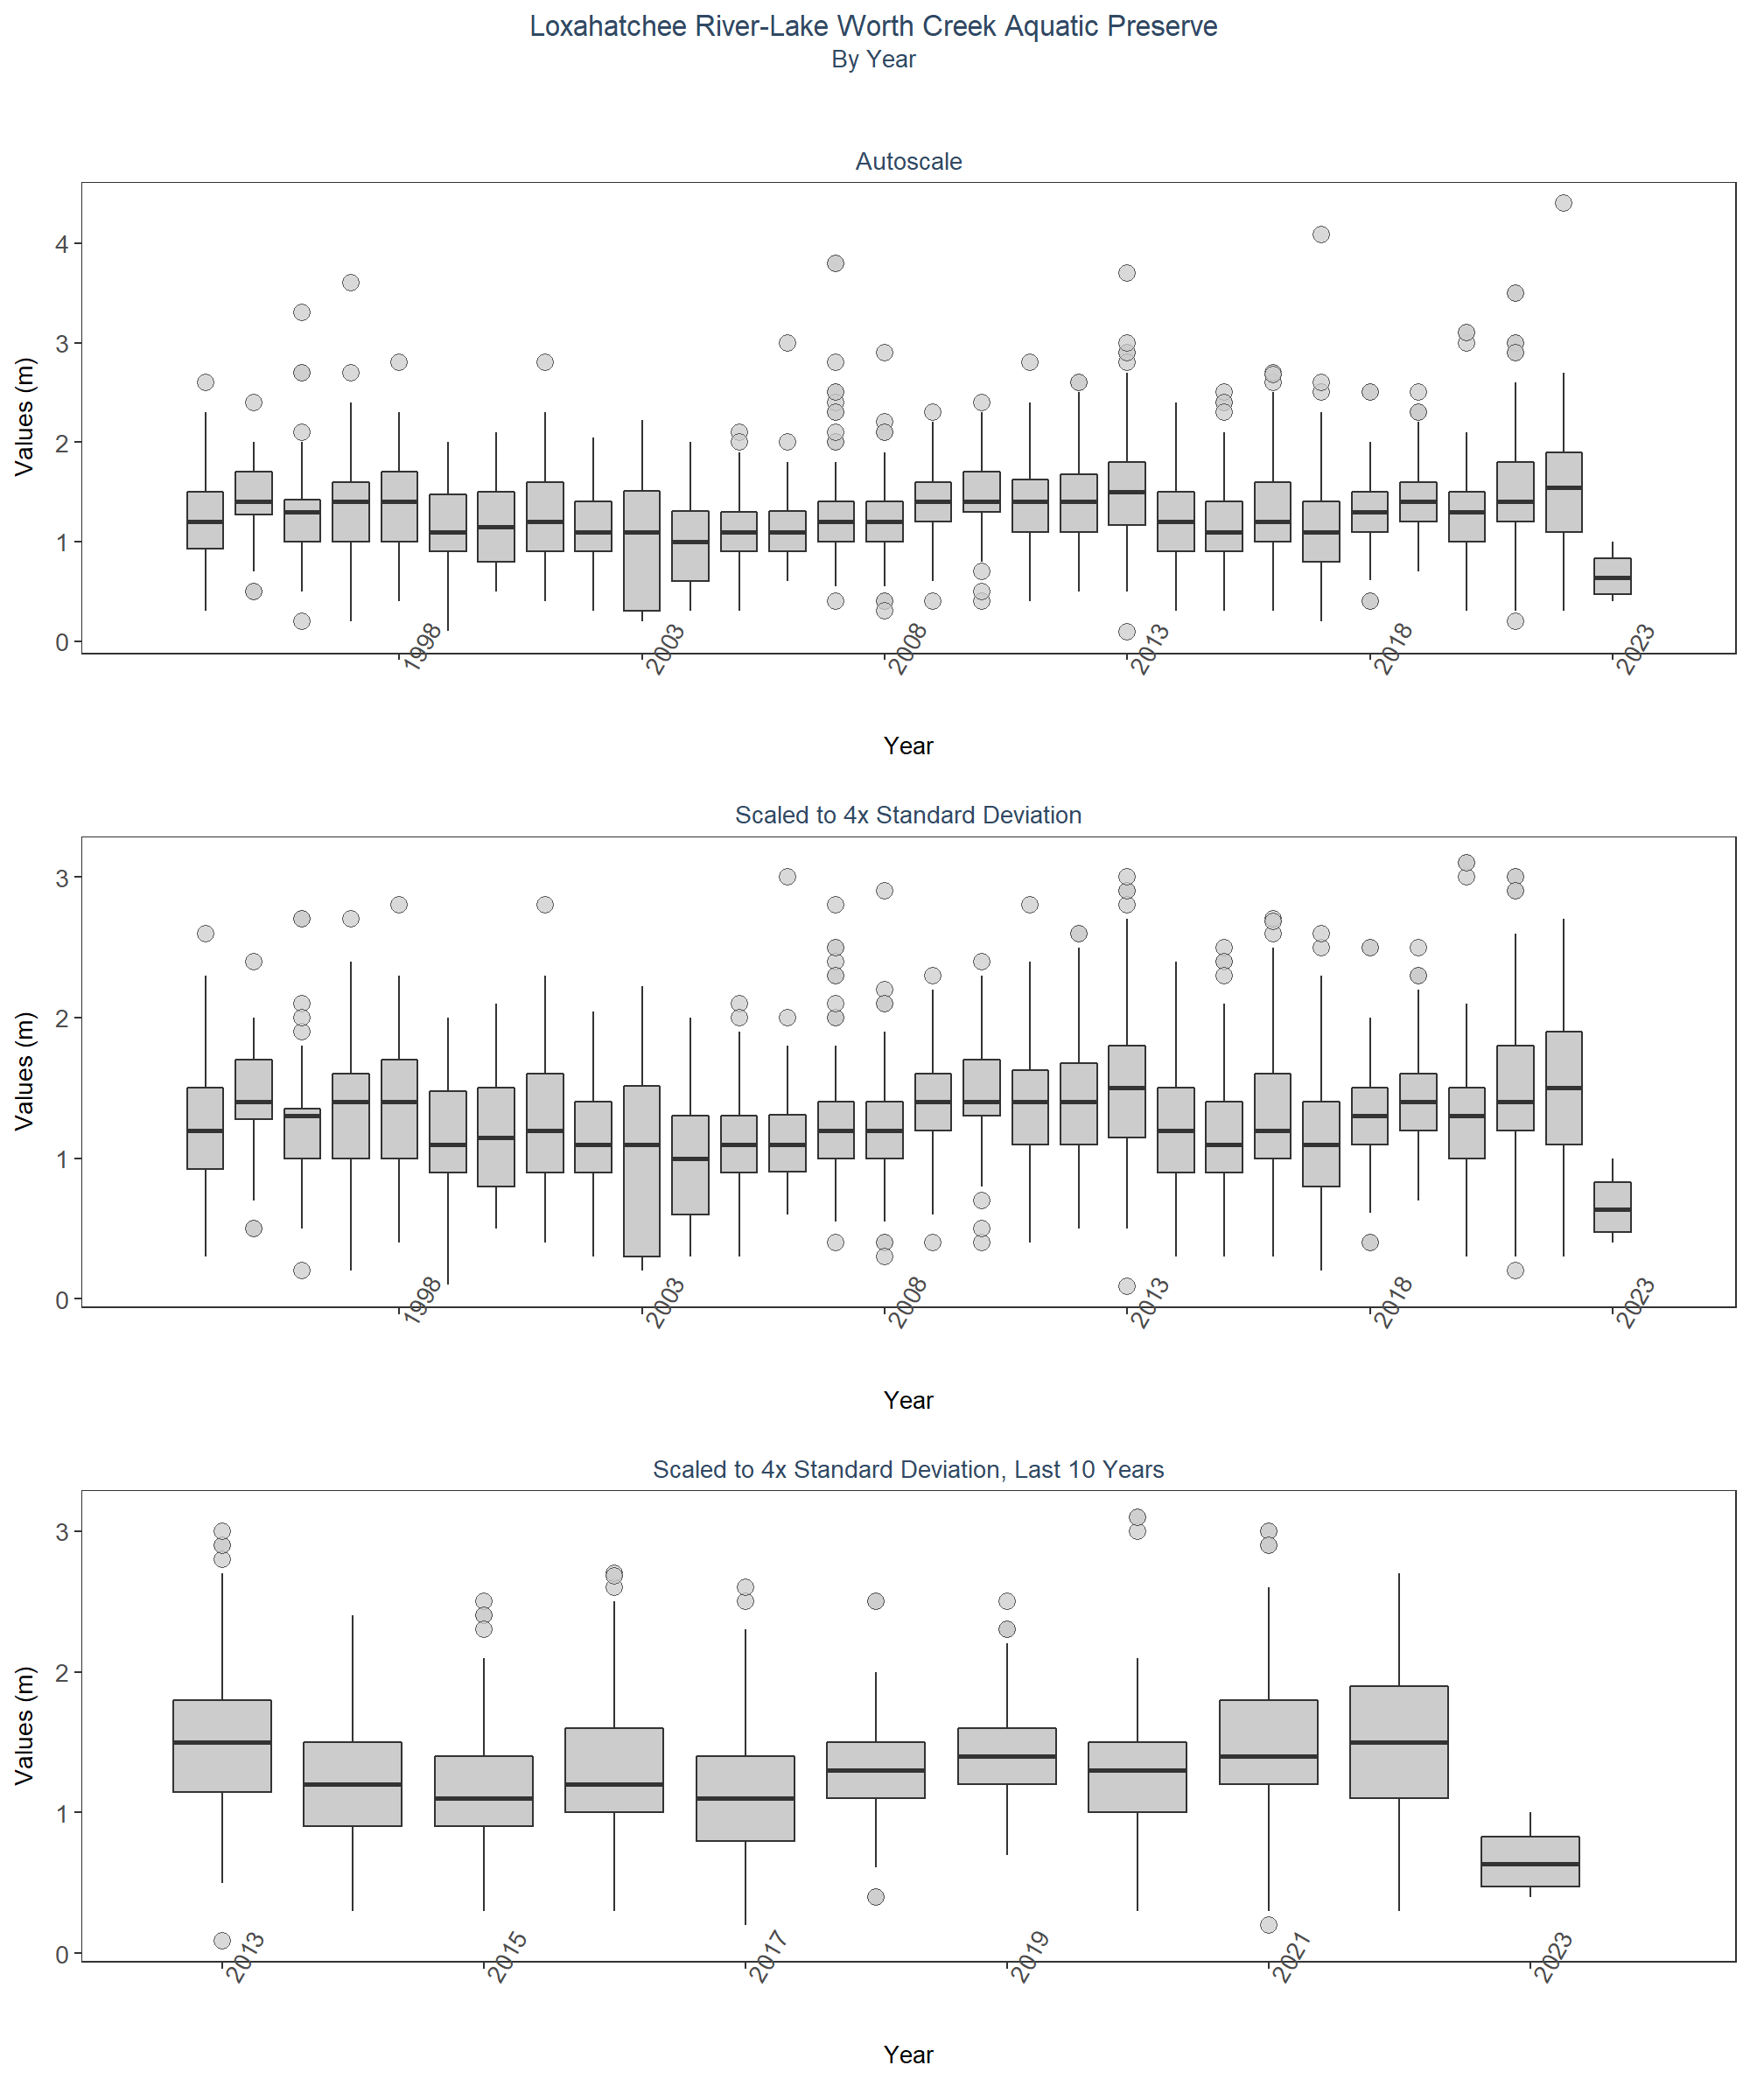 Loxahatchee River-Lake Worth Creek Aquatic Preserve
By Year
Autoscale
Values (m)
4
3
2
1
0
1998 2003 2008 2013 2018 2023
Year
Scaled to 4x Standard Deviation
Values (m)
3
2
1
0
1998 2003 2008 2013 2018 2023
Year
Scaled to 4x Standard Deviation, Last 10 Years
Values (m)
3
2
1
0
2013 2015 2017 2019 2021 2023
Year